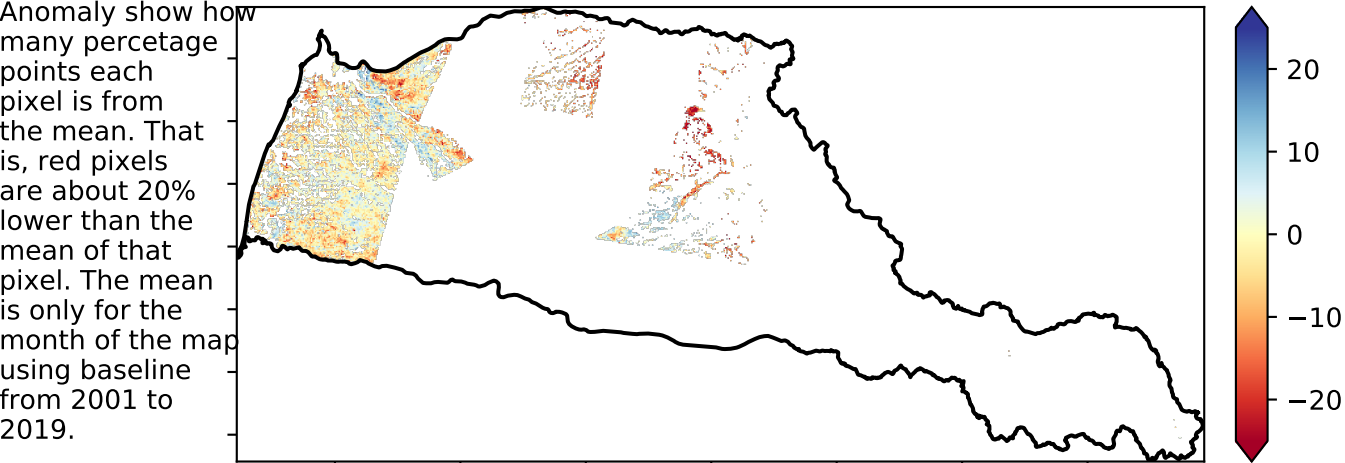 Anomaly show how
many percetage
points each
pixel is from
the mean. That
is, red pixels
are about 20%
lower than the
mean of that
pixel. The mean
is only for the
month of the map
using baseline
from 2001 to
2019.
20
10
0
−10
−20